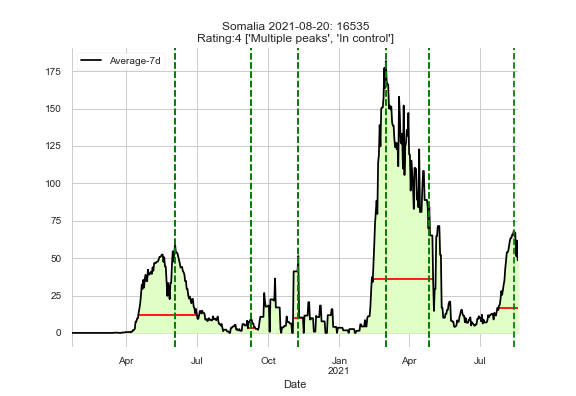 Somalia 2021-08-20: 16535
Rating:4 ['Multiple peaks', 'In control']
Average-7d
175
150
125
100
75
50
25
0
Apr Jul Oct Jan Apr Jul
2021
Date